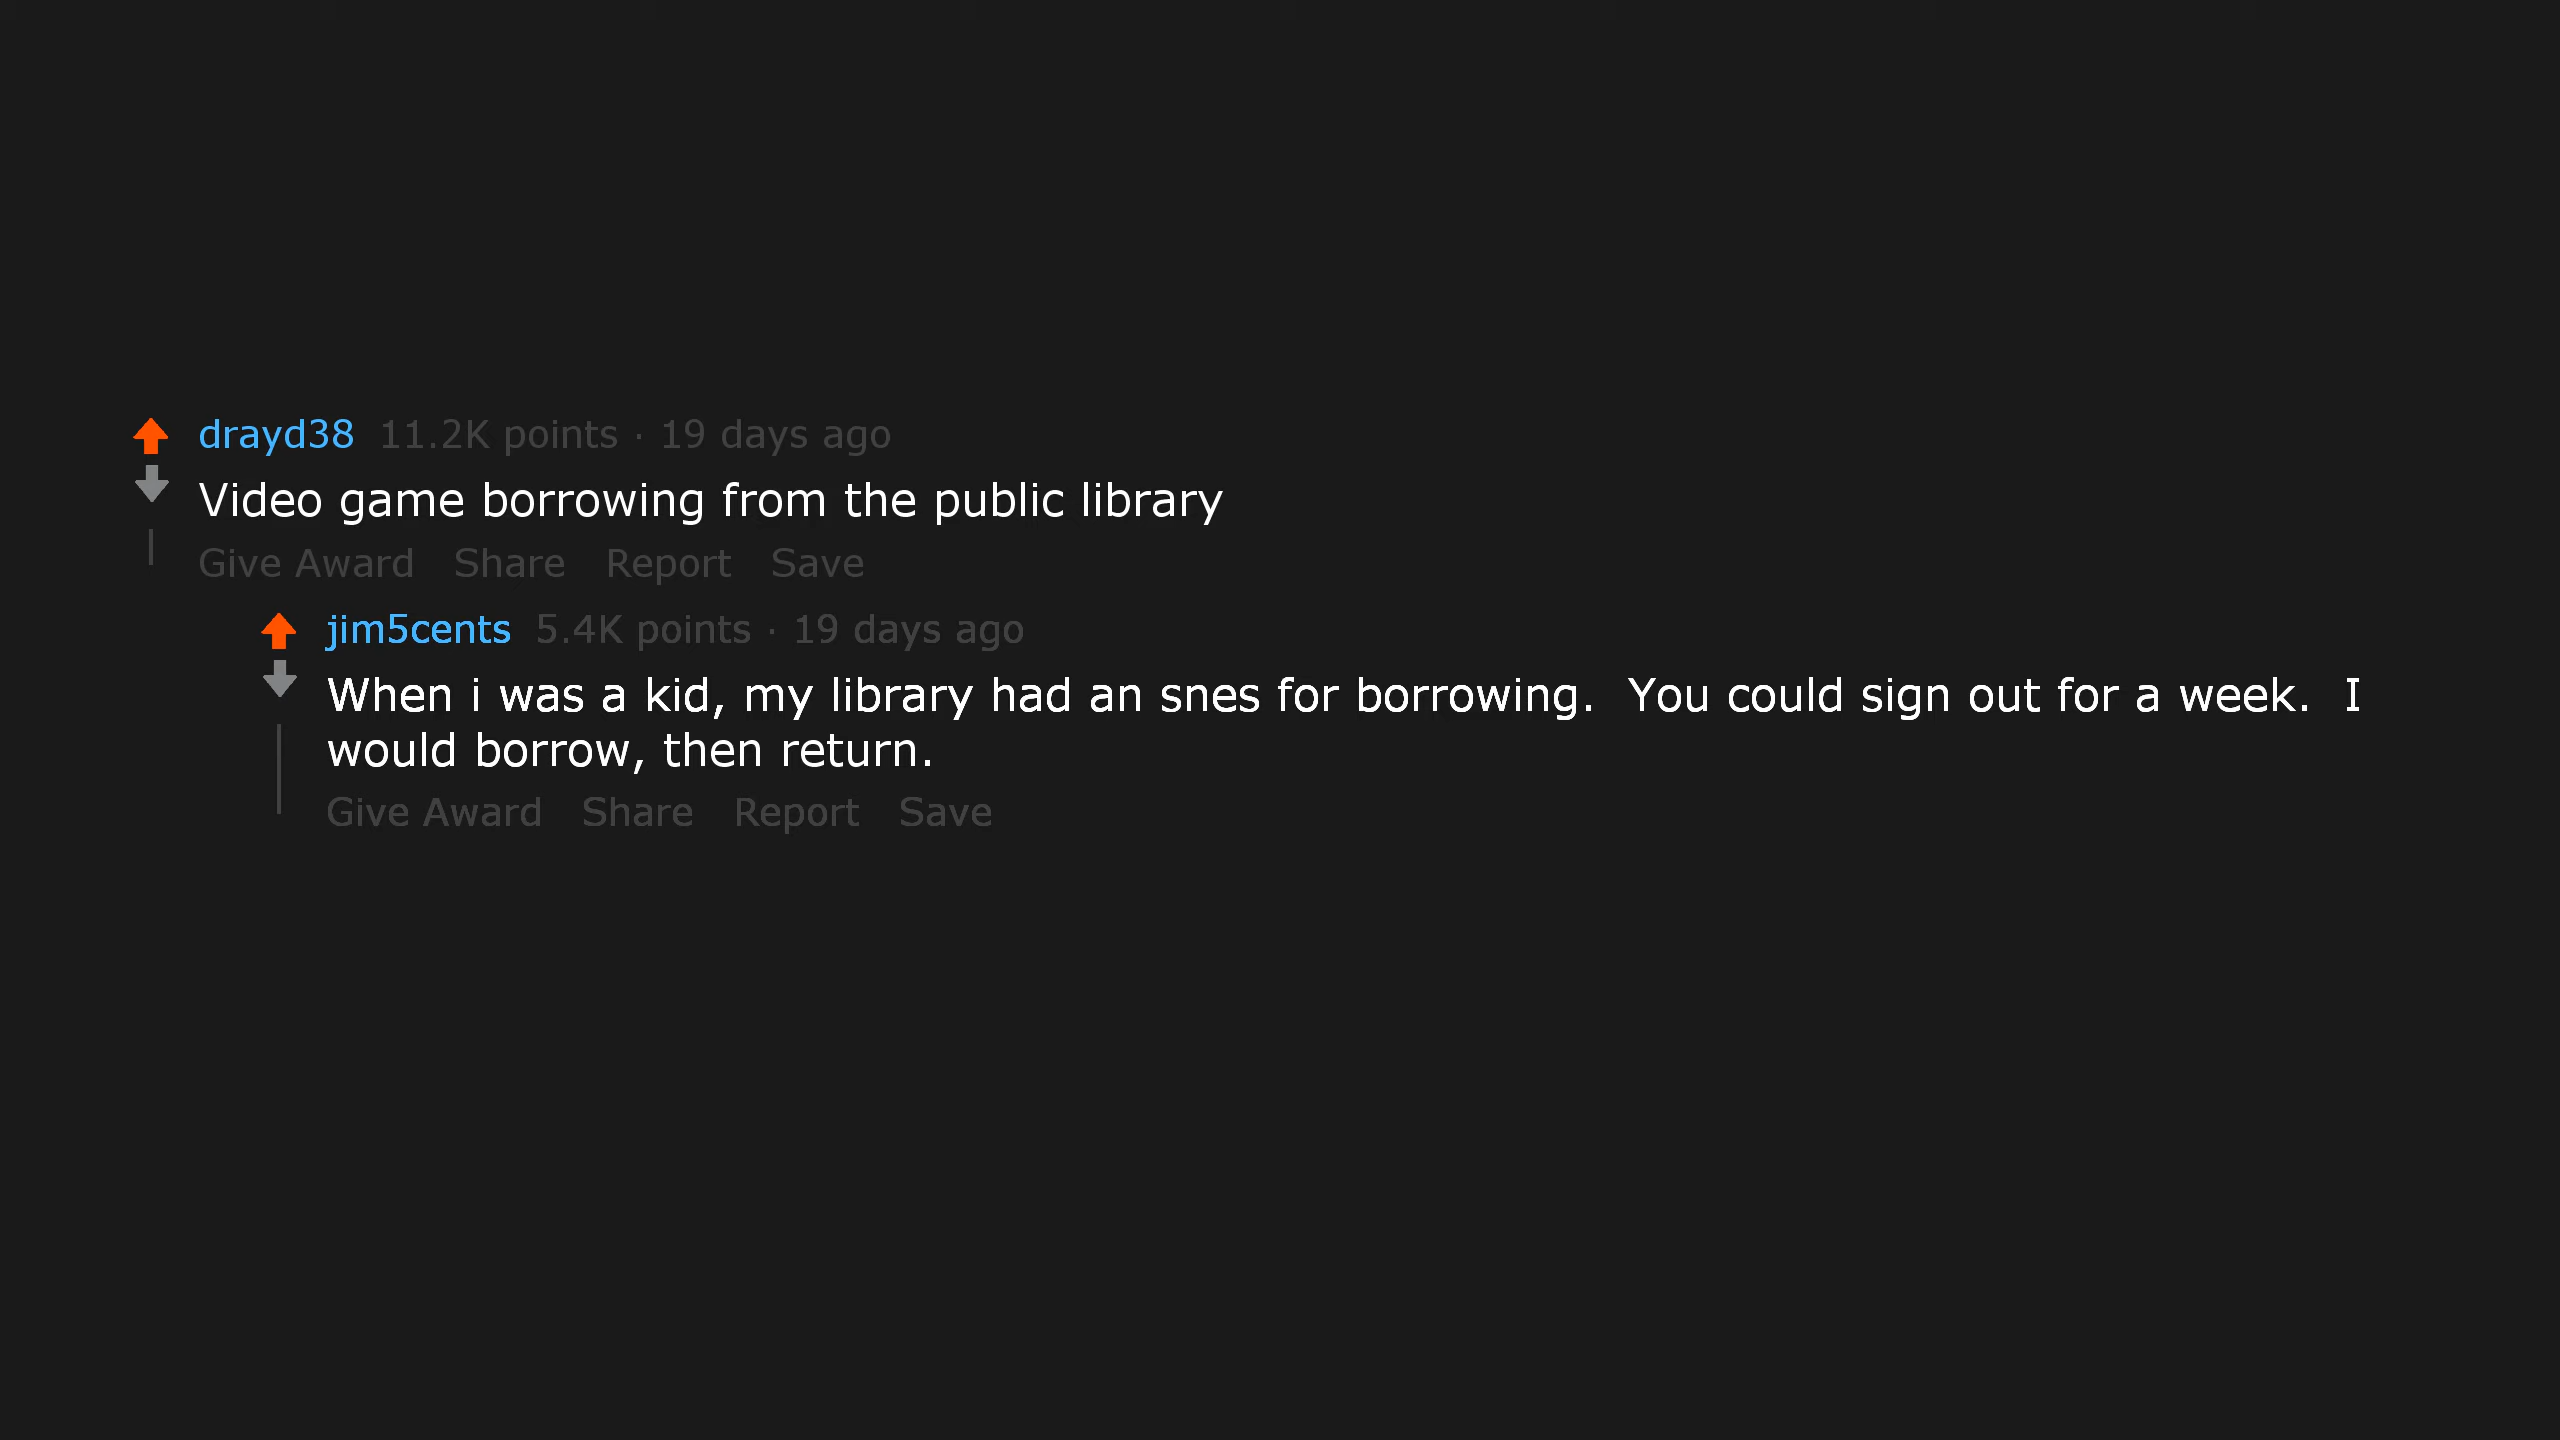 drayd38 11.2K points · 19 days ago
Video game borrowing from the public library
Give Award Share Report Save
jim5cents 5.4K points · 19 days ago
When i was a kid, my library had an snes for borrowing.  You could sign out for a week.  I
would borrow, then return.
Give Award Share Report Save